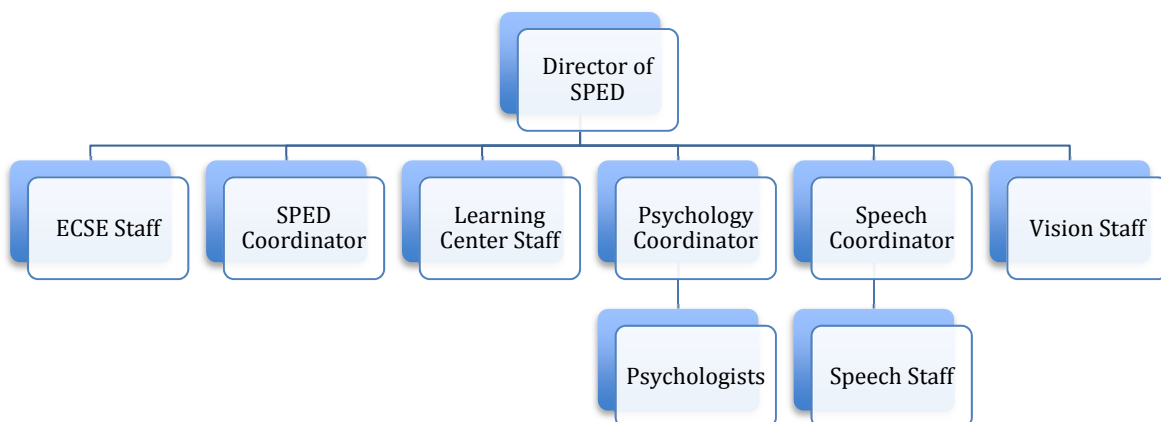 Director of
SPED
ECSE Staff
SPED
Coordinator
Learning
Center Staff
Psychology
Coordinator
Speech
Coordinator
Vision Staff
Psychologists
Speech Staff